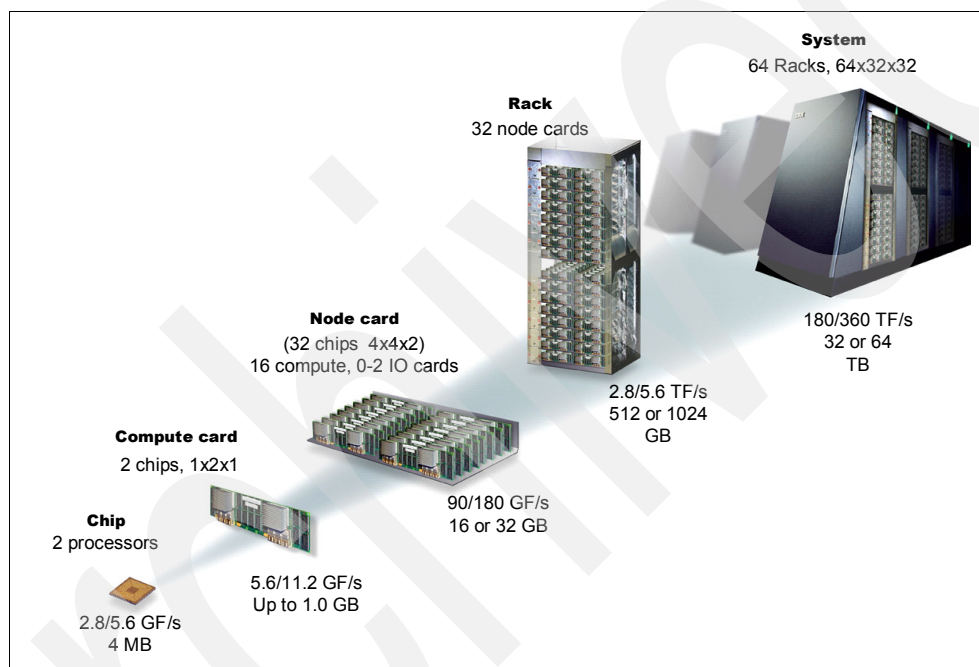 System
64 Racks, 64x32x32
Rack
32 node cards
180/360 TF/s
32 or 64
TB
Node card
(32 chips 4x4x2)
16 compute, 0-2 IO cards
2.8/5.6 TF/s
512 or 1024
GB
Compute card
2 chips, 1x2x1
90/180 GF/s
16 or 32 GB
Chip
2 processors
5.6/11.2 GF/s
Up to 1.0 GB
2.8/5.6 GF/s
4 MB